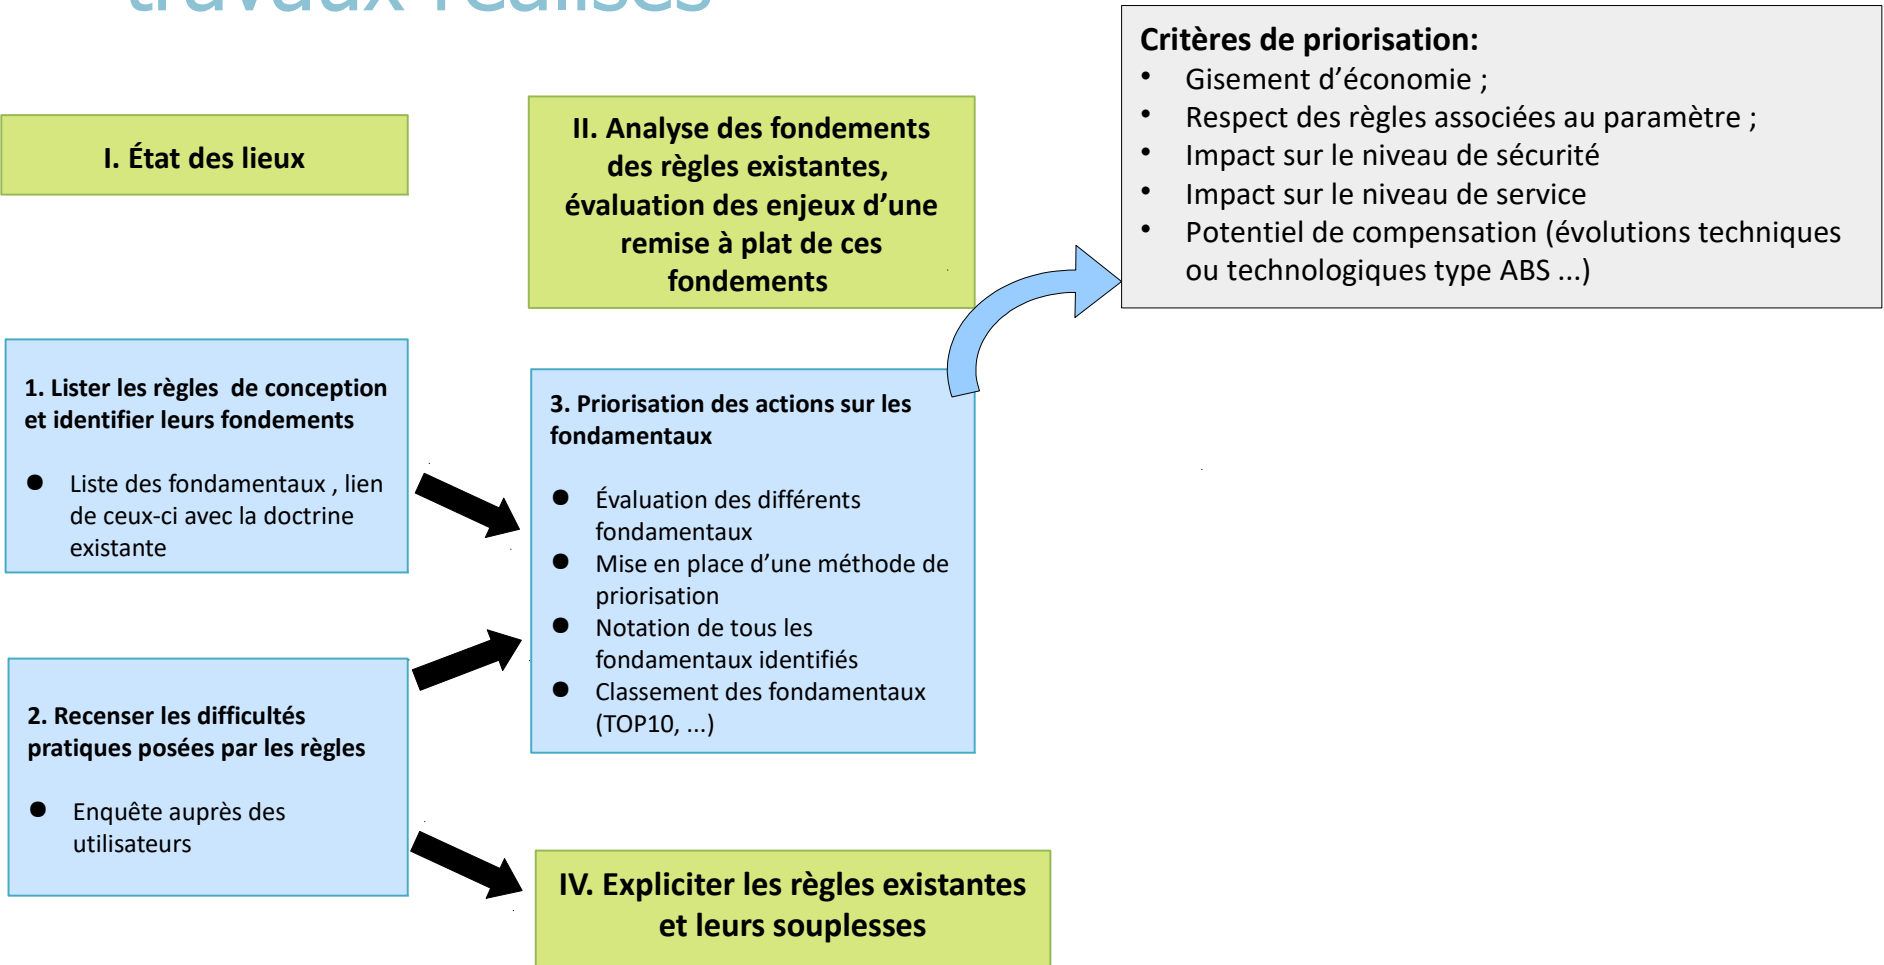 travaux réalisés
I. État des lieux
1. Lister les règles  de conception
et identifier leurs fondements
● Liste des fondamentaux , lien
de ceux-ci avec la doctrine
existante
2. Recenser les difficultés
pratiques posées par les règles
● Enquête auprès des
utilisateurs
II. Analyse des fondements
des règles existantes,
évaluation des enjeux d’une
remise à plat de ces
fondements
3. Priorisation des actions sur les
fondamentaux
● Évaluation des différents
fondamentaux
● Mise en place d’une méthode de
priorisation
● Notation de tous les
fondamentaux identifiés
● Classement des fondamentaux
(TOP10, ...)
IV. Expliciter les règles existantes
et leurs souplesses
Critères de priorisation:
• Gisement d’économie ;
• Respect des règles associées au paramètre ;
• Impact sur le niveau de sécurité
• Impact sur le niveau de service
• Potentiel de compensation (évolutions techniques
ou technologiques type ABS ...)